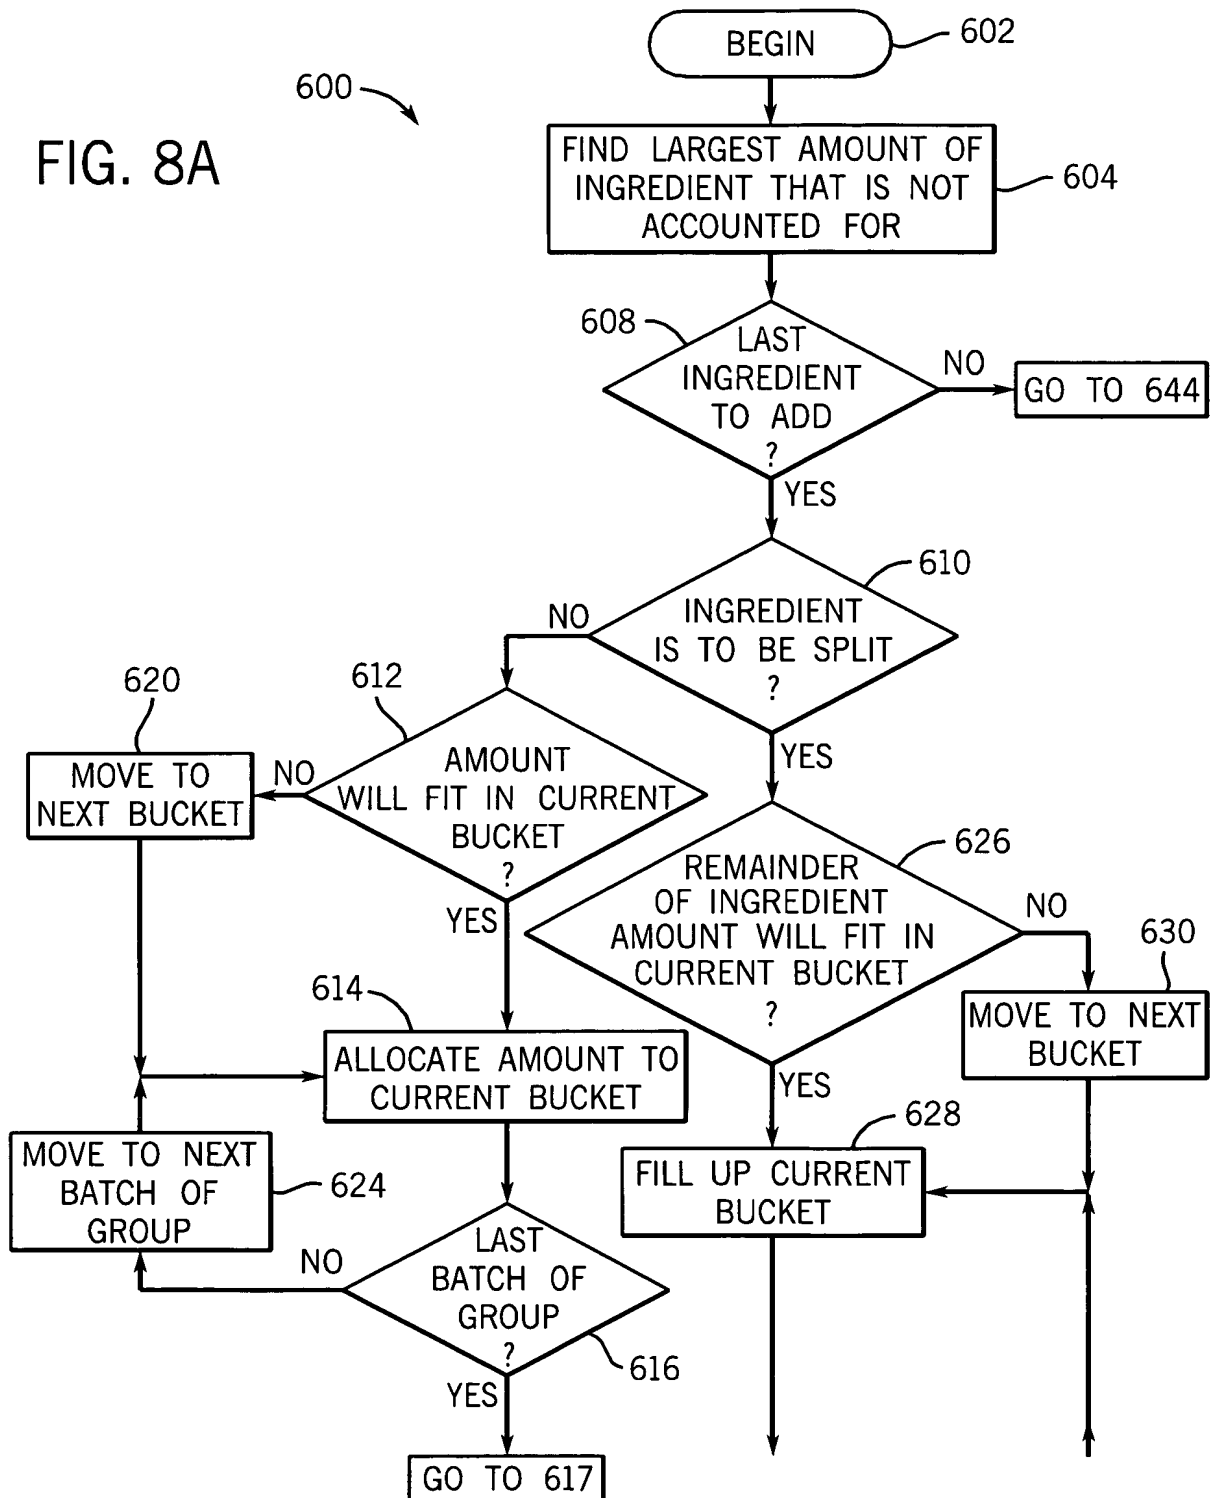 BEGIN
602
600
FIG. 8A
FIND LARGEST AMOUNT OF
INGREDIENT THAT IS NOT
ACCOUNTED FOR
604
608
LAST
INGREDIENT
TO ADD
?
NO
GO TO 644
YES
610
INGREDIENT
IS TO BE SPLIT
?
NO
YES
620
612
MOVE TO
NEXT BUCKET
NO
AMOUNT
WILL FIT IN CURRENT
BUCKET
?
YES
626
REMAINDER
OF INGREDIENT
AMOUNT WILL FIT IN
CURRENT BUCKET
?
NO
630
MOVE TO NEXT
BUCKET
YES
614
ALLOCATE AMOUNT TO
CURRENT BUCKET
628
FILL UP CURRENT
BUCKET
MOVE TO NEXT
BATCH OF
GROUP
624
NO
LAST
BATCH OF
GROUP
?
616
YES
GO TO 617